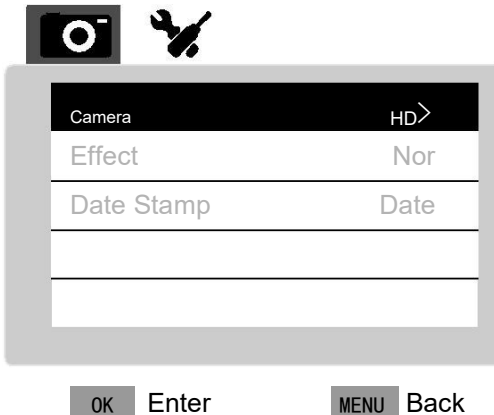 Camera HD>
Effect Nor
Date Stamp Date
OK Enter MENU Back